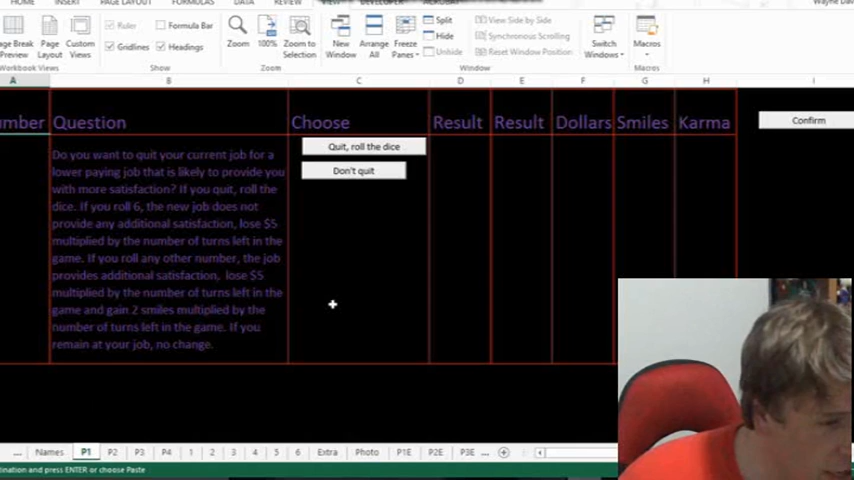 HOME INSERT PAGE LAYOUT FORMULAS DATA REVIEW VIEW DEVELOPER ACROBAT
Wayne Dav
Page Break Preview
Page Layout
Custom Views
Workbook Views
Ruler
Formula Bar
Gridlines
Headings
Show
Zoom
100%
Zoom to Selection
Zoom
New Window
Arrange All
Freeze Panes
Split
Hide
Unhide
View Side by Side
Synchronous Scrolling
Reset Window Position
Window
Switch Windows
Macros
Macros
A B C D E F G H I
umber Question Choose Result Result Dollars Smiles Karma
Confirm
Do you want to quit your current job for a
lower paying job that is likely to provide you
with more satisfaction? If you quit, roll the
dice. If you roll 6, the new job does not
provide any additional satisfaction, lose $5
multiplied by the number of turns left in the
game. If you roll any other number, the job
provides additional satisfaction, lose $5
multiplied by the number of turns left in the
game and gain 2 smiles multiplied by the
number of turns left in the game. If you
remain at your job, no change.
Quit, roll the dice
Don't quit
... Names P1 P2 P3 P4 1 2 3 4 5 6 Extra Photo P1E P2E P3E ...
ination and press ENTER or choose Paste